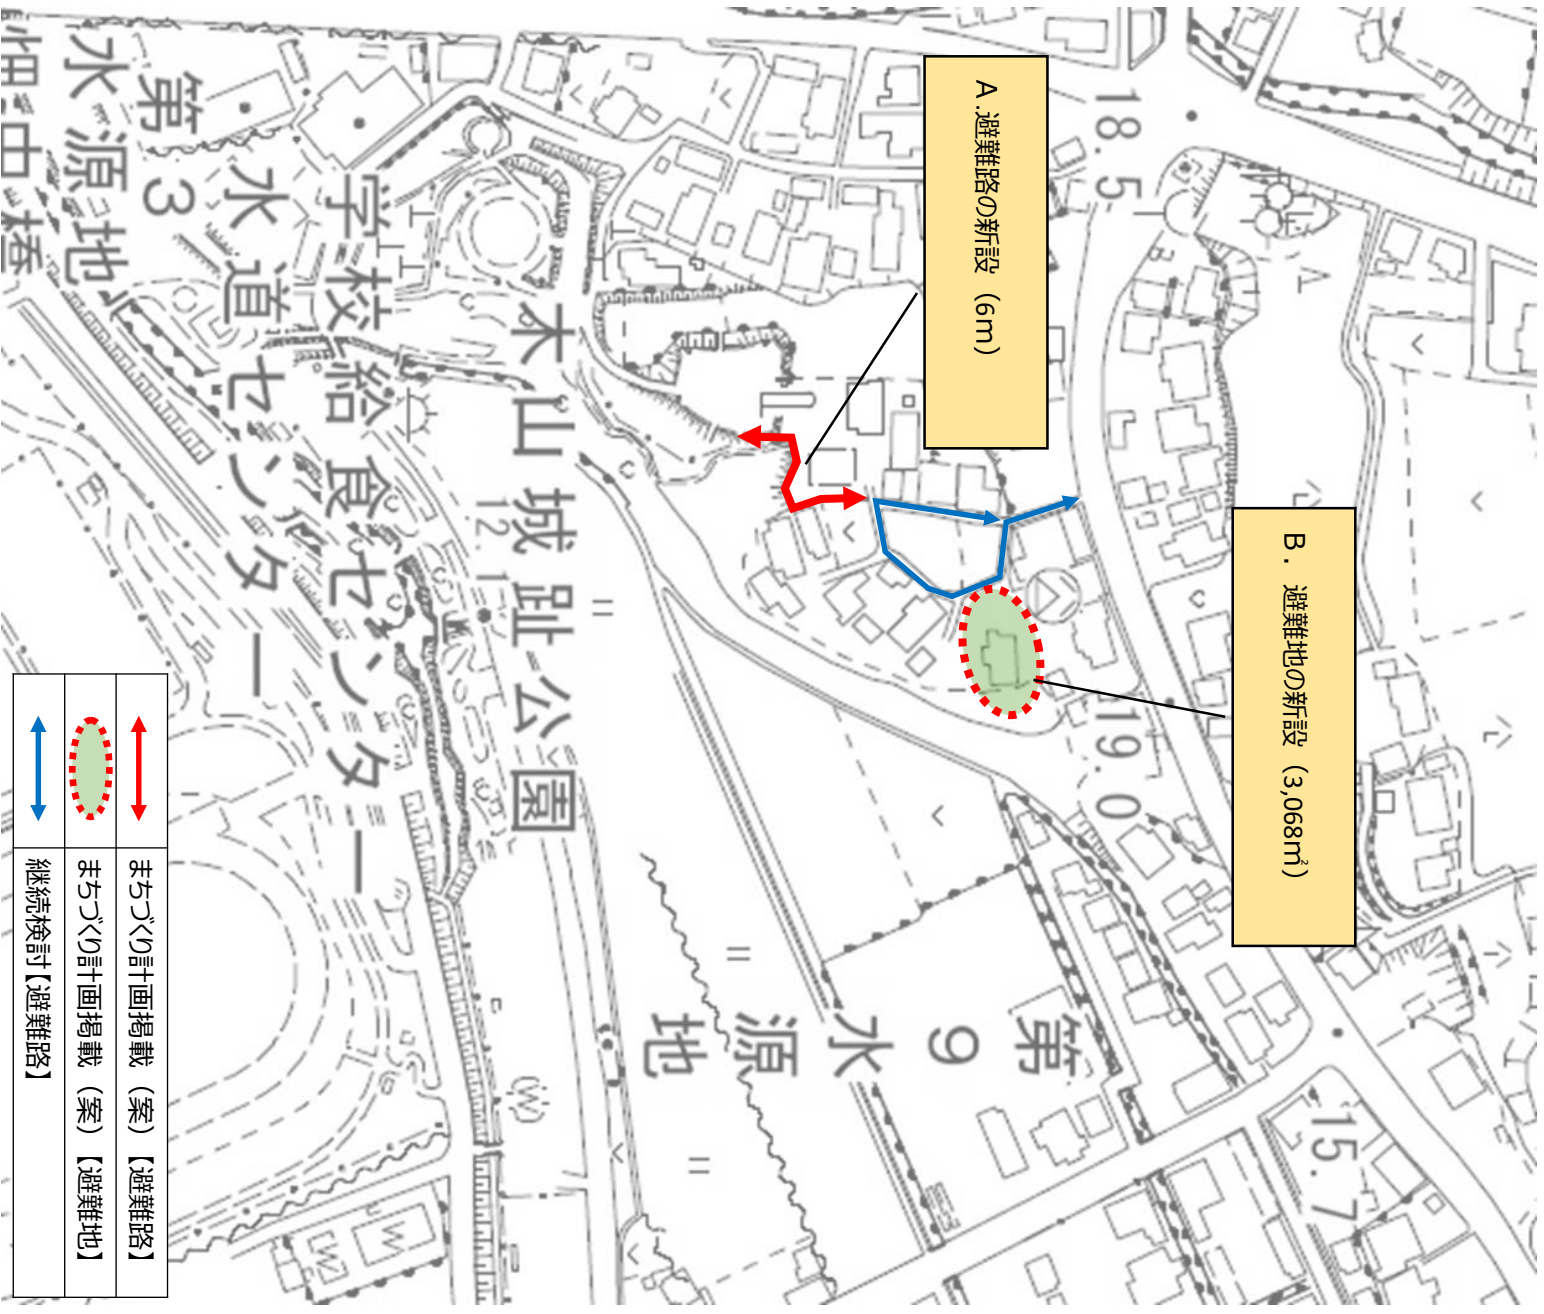 A.避難路の新設（6m）
B. 避難地の新設（3,068㎡）
18.5
19.0
15.7
12.1
木山城趾公園
学校給食センター
水道センター
第3
水源地
第9水源地
まちづくり計画掲載（案）【避難路】
まちづくり計画掲載（案）【避難地】
継続検討【避難路】